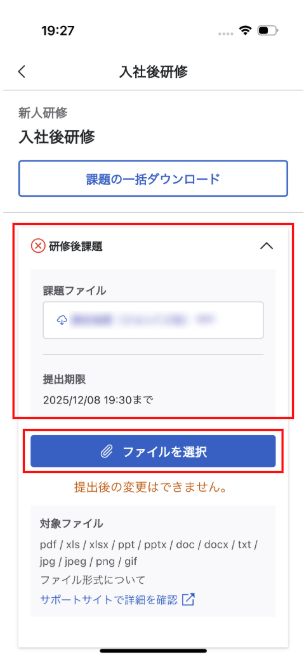 19:27
入社後研修
新人研修
入社後研修
課題の一括ダウンロード
研修後課題
課題ファイル
提出期限
2025/12/08 19:30まで
ファイルを選択
提出後の変更はできません。
対象ファイル
pdf / xls / xlsx / ppt / pptx / doc / docx / txt /
jpg / jpeg / png / gif
ファイル形式について
サポートサイトで詳細を確認